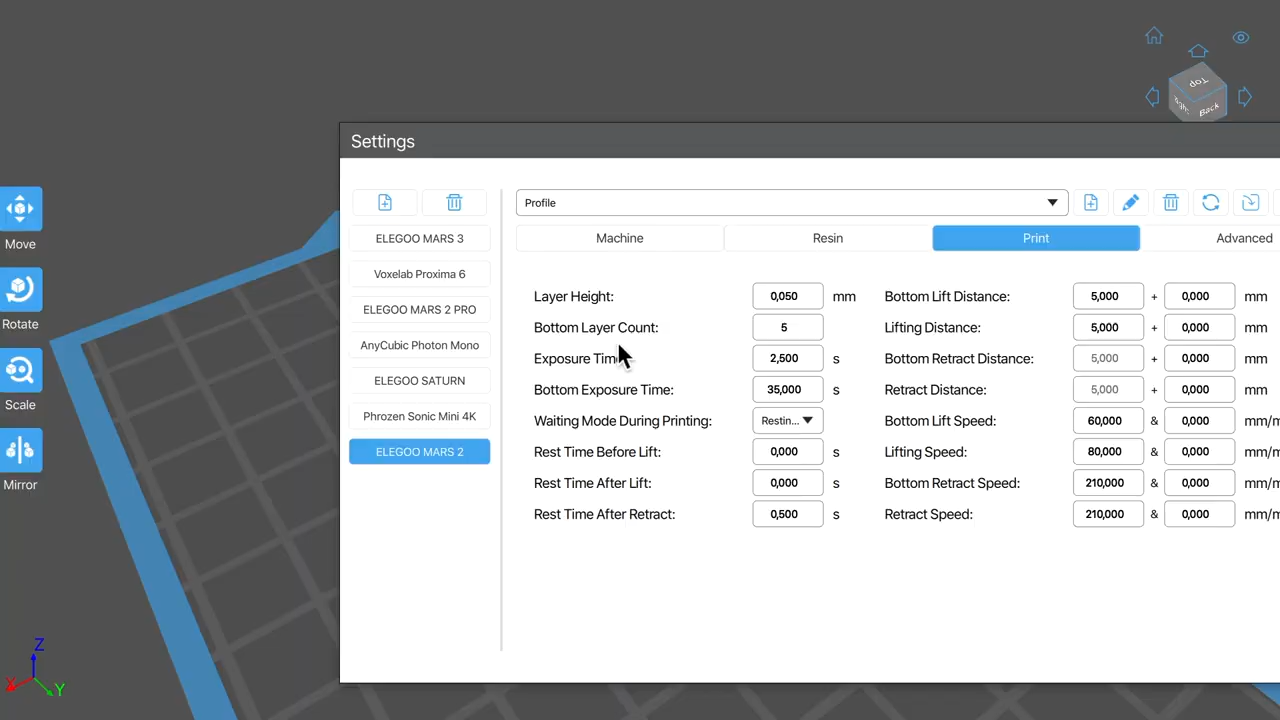 Top
Back
Settings
Move
Rotate
Scale
Mirror
ELEGOO MARS 3
Voxelab Proxima 6
ELEGOO MARS 2 PRO
AnyCubic Photon Mono
ELEGOO SATURN
Phrozen Sonic Mini 4K
ELEGOO MARS 2
Profile
Machine Resin Print Advanced
Layer Height: 0,050 mm
Bottom Layer Count: 5
Exposure Tim 2,500 s
Bottom Exposure Time: 35,000 s
Waiting Mode During Printing: Restin...
Rest Time Before Lift: 0,000 s
Rest Time After Lift: 0,000 s
Rest Time After Retract: 0,500 s
Bottom Lift Distance: 5,000 + 0,000 mm
Lifting Distance: 5,000 + 0,000 mm
Bottom Retract Distance: 5,000 + 0,000 mm
Retract Distance: 5,000 + 0,000 mm
Bottom Lift Speed: 60,000 & 0,000 mm/m
Lifting Speed: 80,000 & 0,000 mm/m
Bottom Retract Speed: 210,000 & 0,000 mm/m
Retract Speed: 210,000 & 0,000 mm/m
Z
X
Y